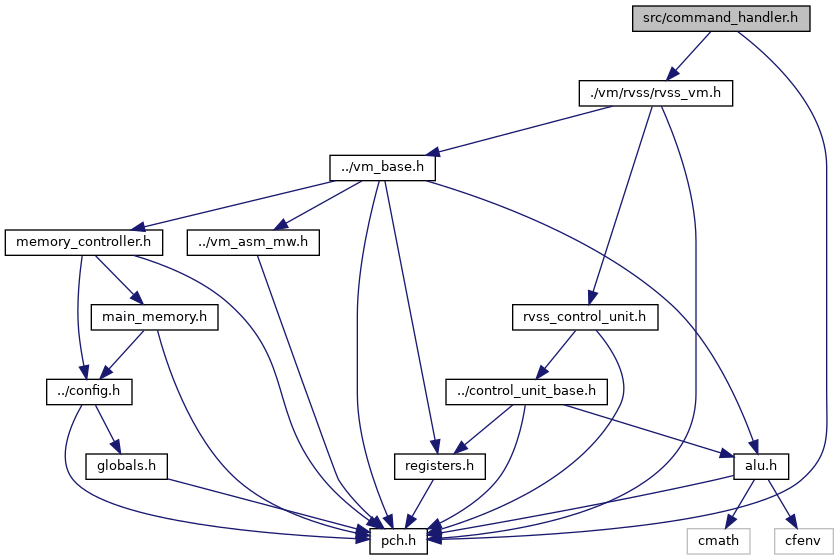 src/command_handler.h
./vm/rvss/rvss_vm.h
../vm_base.h
memory_controller.h
../vm_asm_mw.h
main_memory.h
rvss_control_unit.h
../config.h
../control_unit_base.h
globals.h
registers.h
alu.h
pch.h
cmath
cfenv